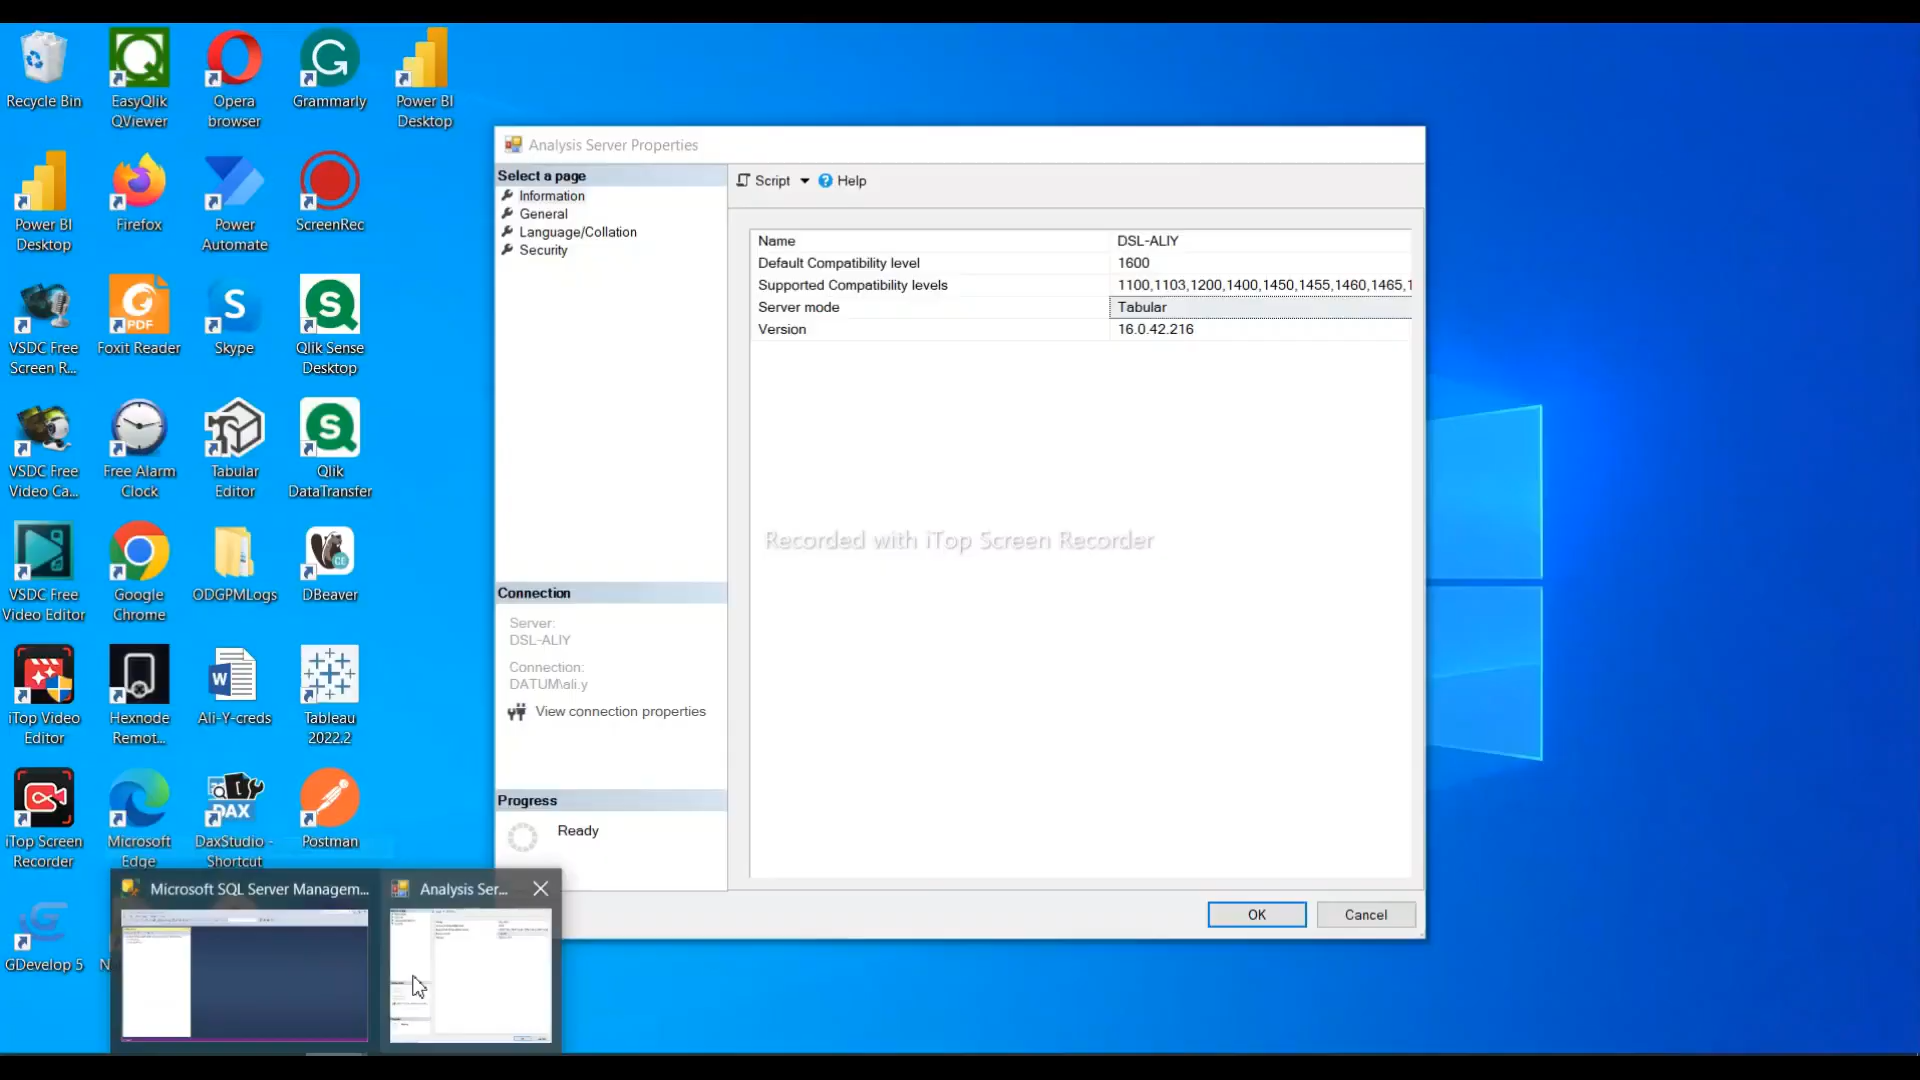 Recycle Bin
EasyQlik
QViewer
Opera
browser
Grammarly
Power BI
Desktop
Power BI
Desktop
Firefox
Power
Automate
ScreenRec
VSDC Free
Screen R...
Foxit Reader
Skype
Qlik Sense
Desktop
VSDC Free
Video Ca...
Free Alarm
Clock
Tabular
Editor
Qlik
DataTransfer
VSDC Free
Video Editor
Google
Chrome
ODGPMLogs
DBeaver
iTop Video
Editor
Hexnode
Remot...
Ali-Y-creds
Tableau
2022.2
iTop Screen
Recorder
Microsoft
Edge
DaxStudio -
Shortcut
Postman
GDevelop 5
N
PDF
DAX
CE
Analysis Server Properties
Select a page
Information
General
Language/Collation
Security
Script
Help
Name DSL-ALIY
Default Compatibility level 1600
Supported Compatibility levels 1100,1103,1200,1400,1450,1455,1460,1465,1
Server mode Tabular
Version 16.0.42.216
Recorded with iTop Screen Recorder
Connection
Server:
DSL-ALIY
Connection:
DATUM\ali.y
View connection properties
Progress
Ready
OK
Cancel
Microsoft SQL Server Managem...
Analysis Ser...